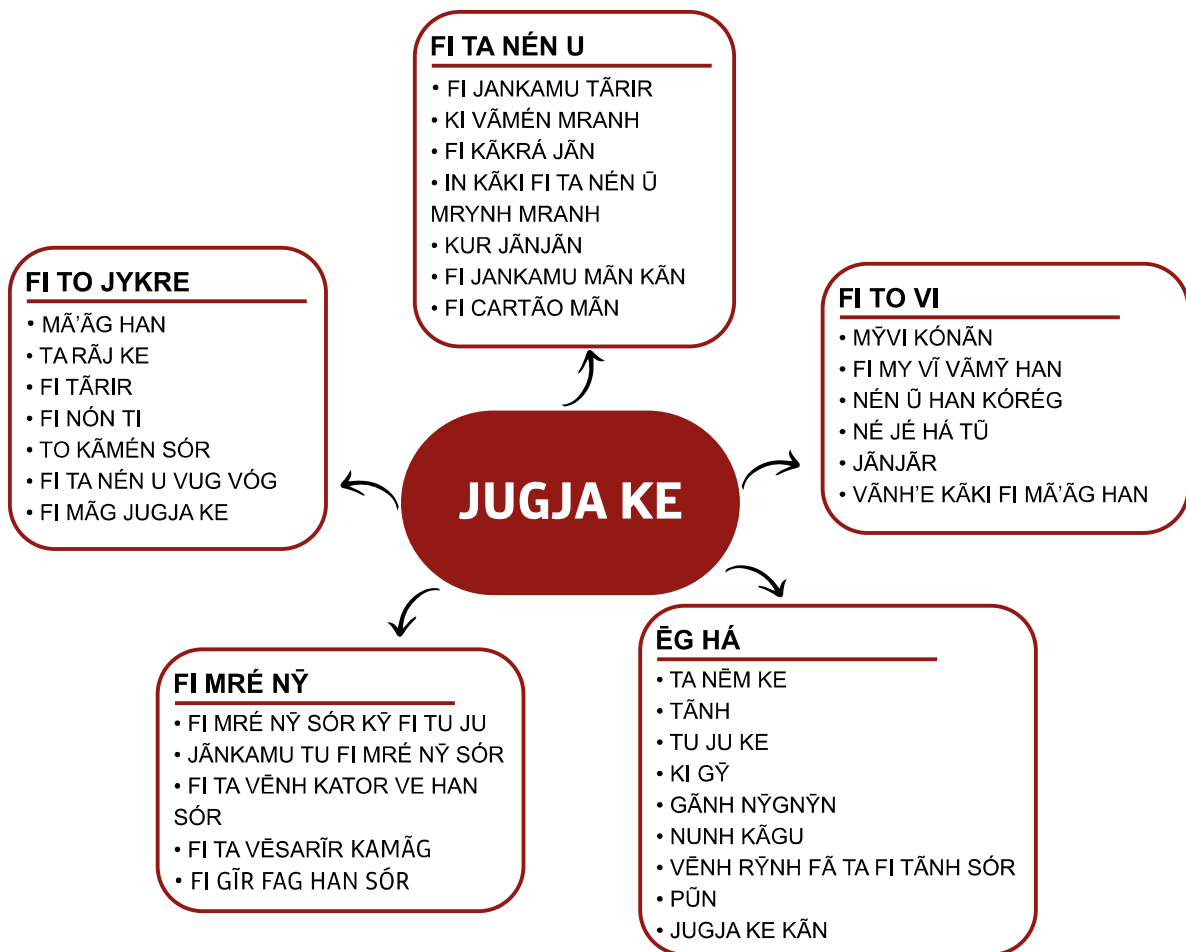 FI TA NÉN U
• FI JANKAMU TÃRIR
• KI VÃMÉN MRANH
• FI KÃKRÁ JÃN
• IN KÃKI FI TA NÉN Ũ
MRYNH MRANH
• KUR JÃNJÃN
• FI JANKAMU MÃN KÃN
• FI CARTÃO MÃN
FI TO JYKRE
• MÃ’ÃG HAN
• TA RÃJ KE
• FI TÃRIR
• FI NÓN TI
• TO KÃMÉN SÓR
• FI TA NÉN U VUG VÓG
• FI MÃG JUGJA KE
FI TO VI
• MỸVI KÓNÃN
• FI MY VĨ VÃMỸ HAN
• NÉN Ũ HAN KÓRÉG
• NÉ JÉ HÁ TŨ
• JÃNJÃR
• VÃNH'E KÃKI FI MÃ’ÃG HAN
JUGJA KE
FI MRÉ NỸ
• FI MRÉ NỸ SÓR KỸ FI TU JU
• JÃNKAMU TU FI MRÉ NỸ SÓR
• FI TA VẼNH KATOR VE HAN
SÓR
• FI TA VẼSARĨR KAMÃG
• FI GĨR FAG HAN SÓR
ẼG HÁ
• TA NẼM KE
• TÃNH
• TU JU KE
• KI GỸ
• GÃNH NỸGNỸN
• NUNH KÃGU
• VẼNH RỸNH FÃ TA FI TÃNH SÓR
• PŨN
• JUGJA KE KÃN